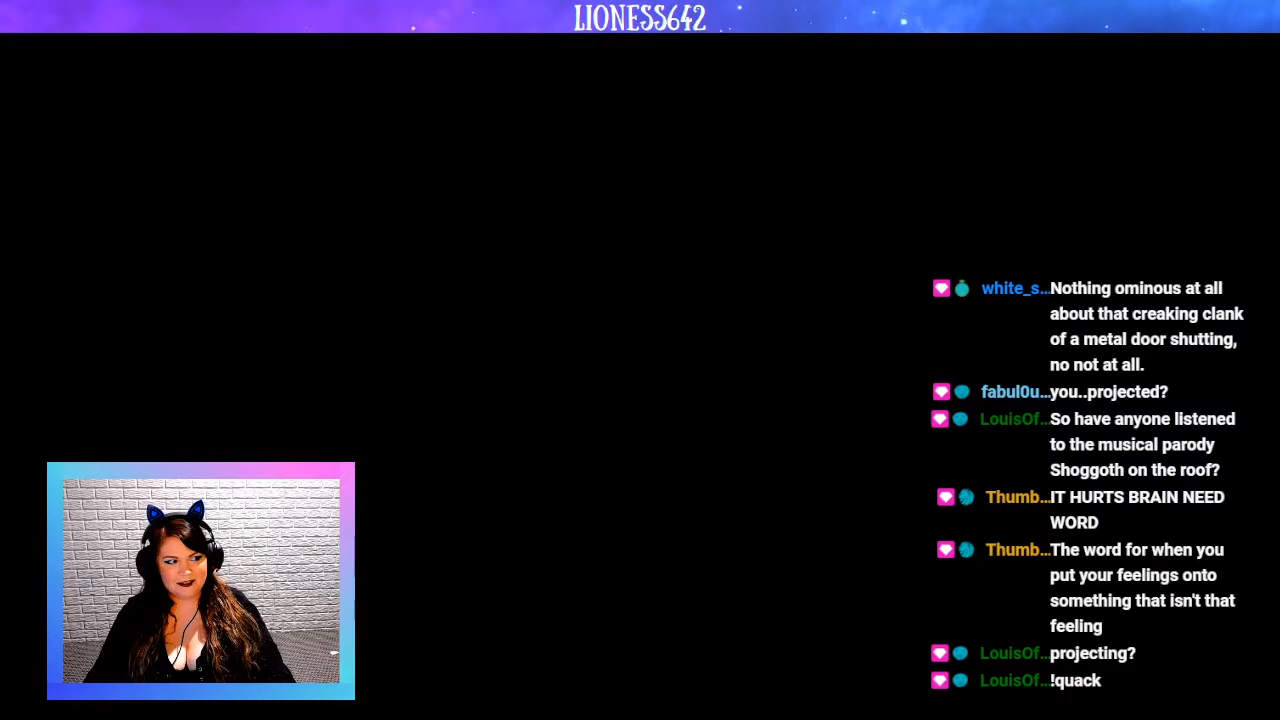 LIONESS642
white_s... Nothing ominous at all
about that creaking clank
of a metal door shutting,
no not at all.
fabul0u... you..projected?
LouisOf... So have anyone listened
to the musical parody
Shoggoth on the roof?
Thumb... IT HURTS BRAIN NEED
WORD
Thumb... The word for when you
put your feelings onto
something that isn't that
feeling
LouisOf... projecting?
LouisOf... !quack